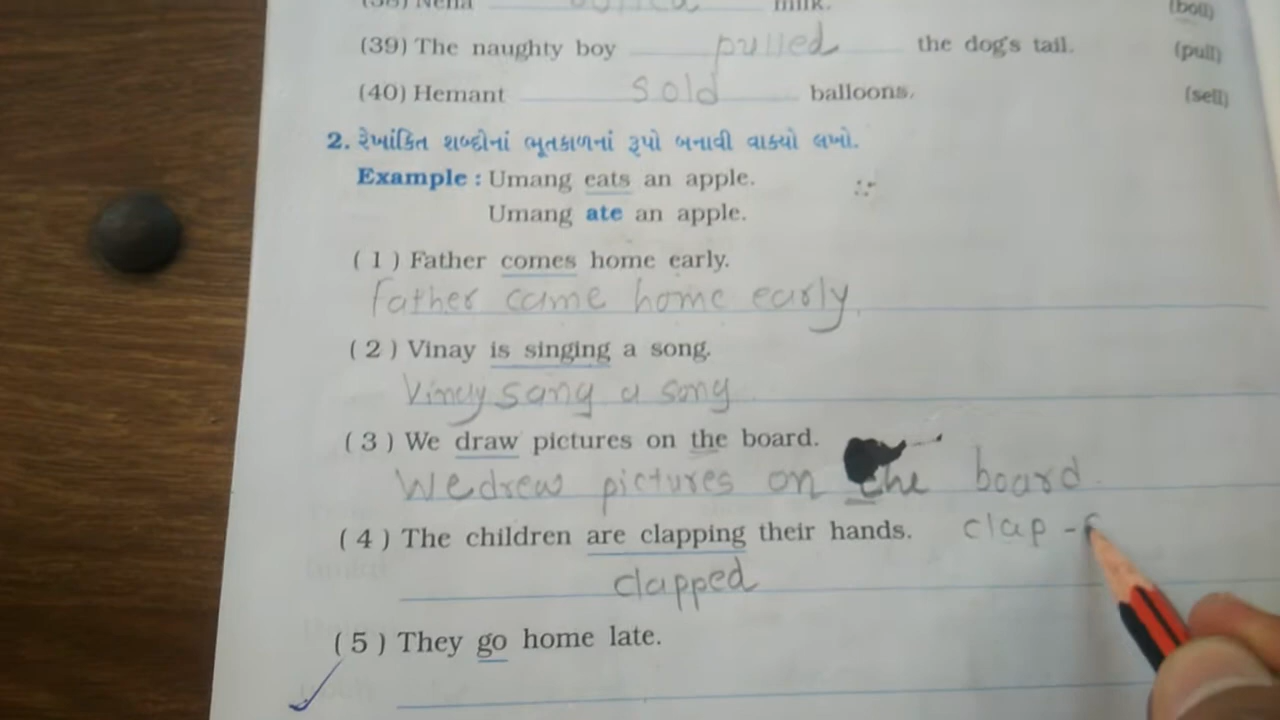 milk. (boil)
(39) The naughty boy pulled the dog's tail. (pull)
(40) Hemant sold balloons. (sell)
2. રેખાંકિત શબ્દોનાં ભૂતકાળનાં રૂપો બનાવી વાક્યો લખો.
Example : Umang eats an apple.
Umang ate an apple.
( 1 ) Father comes home early.
Father came home early.
( 2 ) Vinay is singing a song.
Vinay sang a song
( 3 ) We draw pictures on the board.
We drew pictures on the board.
( 4 ) The children are clapping their hands. clap -
clapped
( 5 ) They go home late.